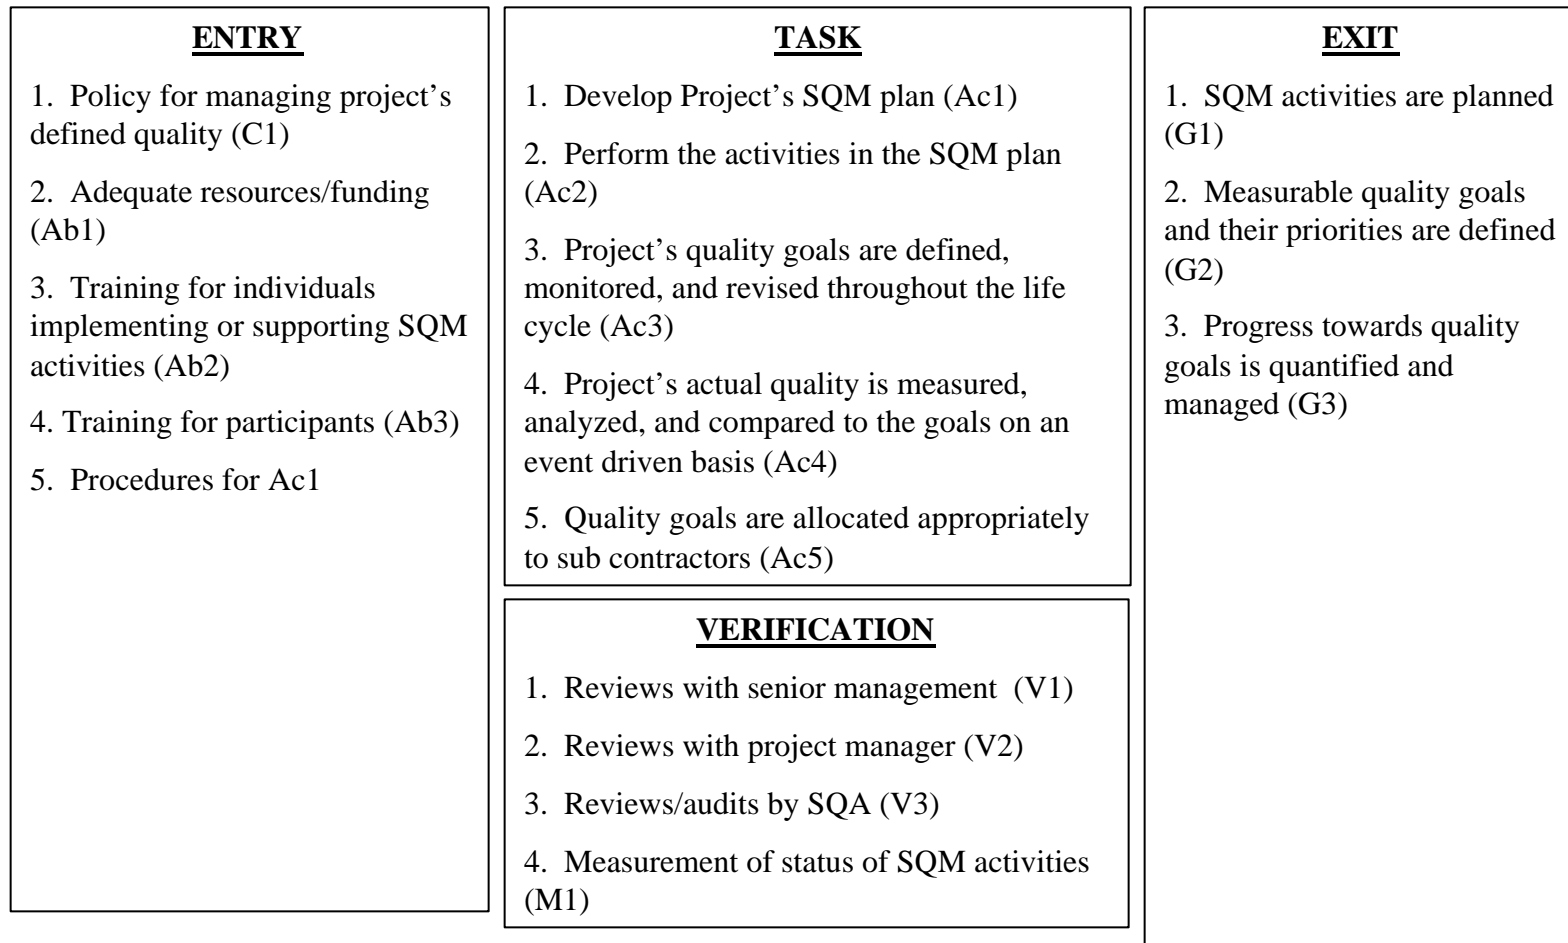 ENTRY
1. Policy for managing project’s
defined quality (C1)
2. Adequate resources/funding
(Ab1)
3. Training for individuals
implementing or supporting SQM
activities (Ab2)
4. Training for participants (Ab3)
5. Procedures for Ac1
TASK
1. Develop Project’s SQM plan (Ac1)
2. Perform the activities in the SQM plan
(Ac2)
3. Project’s quality goals are defined,
monitored, and revised throughout the life
cycle (Ac3)
4. Project’s actual quality is measured,
analyzed, and compared to the goals on an
event driven basis (Ac4)
5. Quality goals are allocated appropriately
to sub contractors (Ac5)
VERIFICATION
1. Reviews with senior management (V1)
2. Reviews with project manager (V2)
3. Reviews/audits by SQA (V3)
4. Measurement of status of SQM activities
(M1)
EXIT
1. SQM activities are planned
(G1)
2. Measurable quality goals
and their priorities are defined
(G2)
3. Progress towards quality
goals is quantified and
managed (G3)